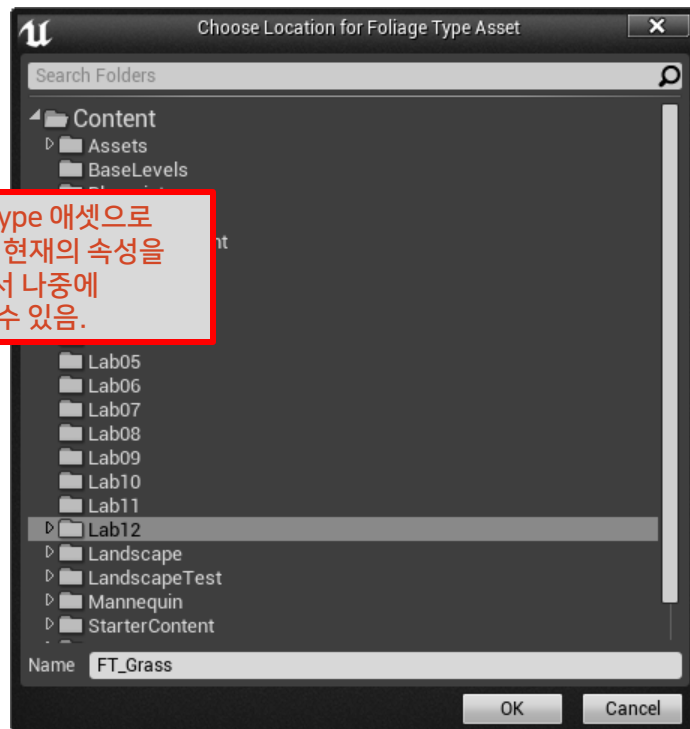 Choose Location for Foliage Type Asset
Search Folders
Content
Assets
BaseLevels
ype 애셋으로
현재의 속성을
서 나중에
수 있음.
nt
Lab05
Lab06
Lab07
Lab08
Lab09
Lab10
Lab11
Lab12
Landscape
LandscapeTest
Mannequin
StarterContent
Name FT_Grass
OK Cancel